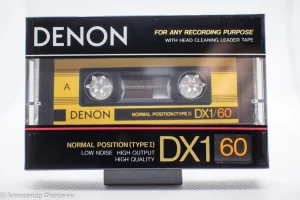 DENON
FOR ANY RECORDING PURPOSE
WITH HEAD CLEANING LEADER TAPE
A
DENON
NORMAL POSITION (TYPE I) DX1/60
NORMAL POSITION (TYPE I)
LOW NOISE HIGH OUTPUT
HIGH QUALITY
DX1 60